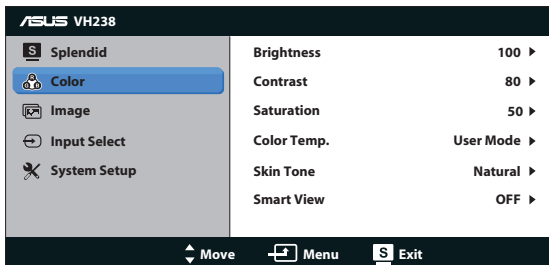 ASUS VH238
S Splendid
Color
Image
Input Select
System Setup
Brightness 100
Contrast 80
Saturation 50
Color Temp. User Mode
Skin Tone Natural
Smart View OFF
Move Menu S Exit